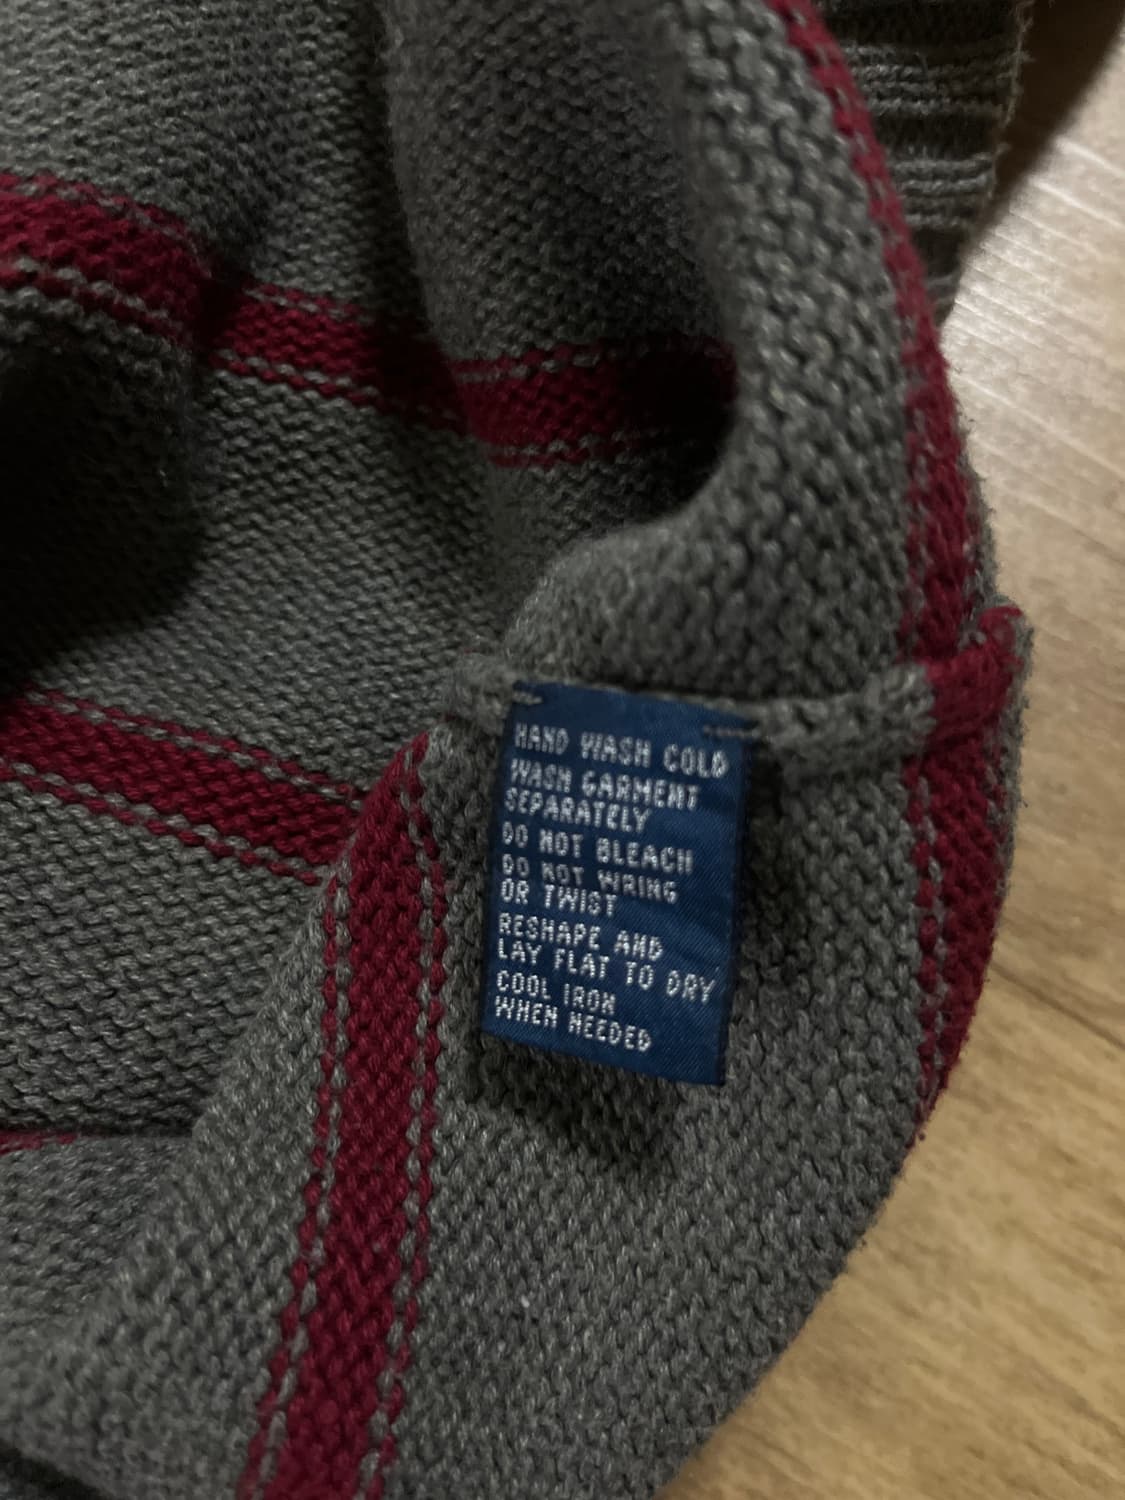 HAND WASH COLD
WASH GARMENT
SEPARATELY
DO NOT BLEACH
DO NOT WRING
OR TWIST
RESHAPE AND
LAY FLAT TO DRY
COOL IRON
WHEN NEEDED